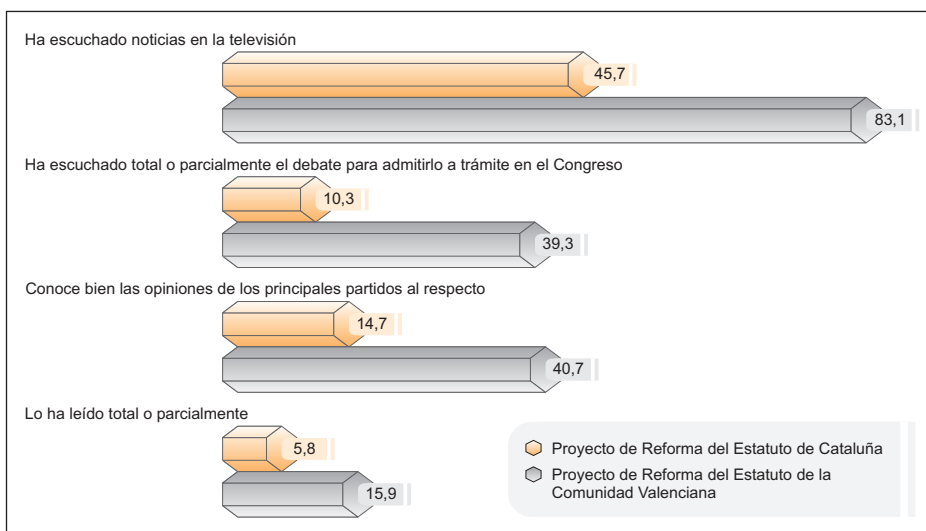 Ha escuchado noticias en la televisión
45,7
83,1
Ha escuchado total o parcialmente el debate para admitirlo a trámite en el Congreso
10,3
39,3
Conoce bien las opiniones de los principales partidos al respecto
14,7
40,7
Lo ha leído total o parcialmente
5,8
15,9
Proyecto de Reforma del Estatuto de Cataluña
Proyecto de Reforma del Estatuto de la
Comunidad Valenciana